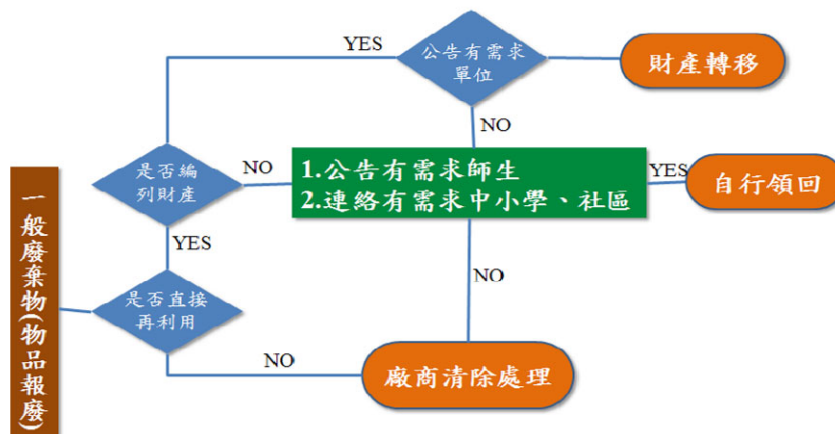 YES
公告有需求
單位
財產轉移
NO
是否編
列財產
NO
1.公告有需求師生
2.連絡有需求中小學、社區
YES
自行領回
一般廢棄物(物品報廢)
YES
是否直接
再利用
NO
NO
廠商清除處理